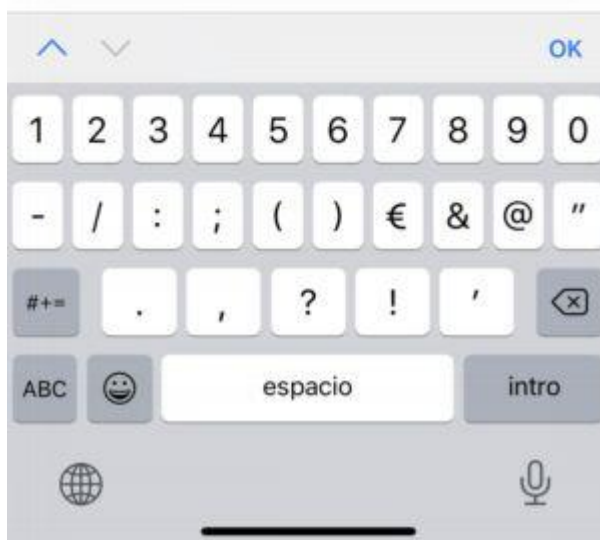 OK
1 2 3 4 5 6 7 8 9 0
- / : ; ( ) € & @ "
#+= . , ? ! '
ABC espacio intro